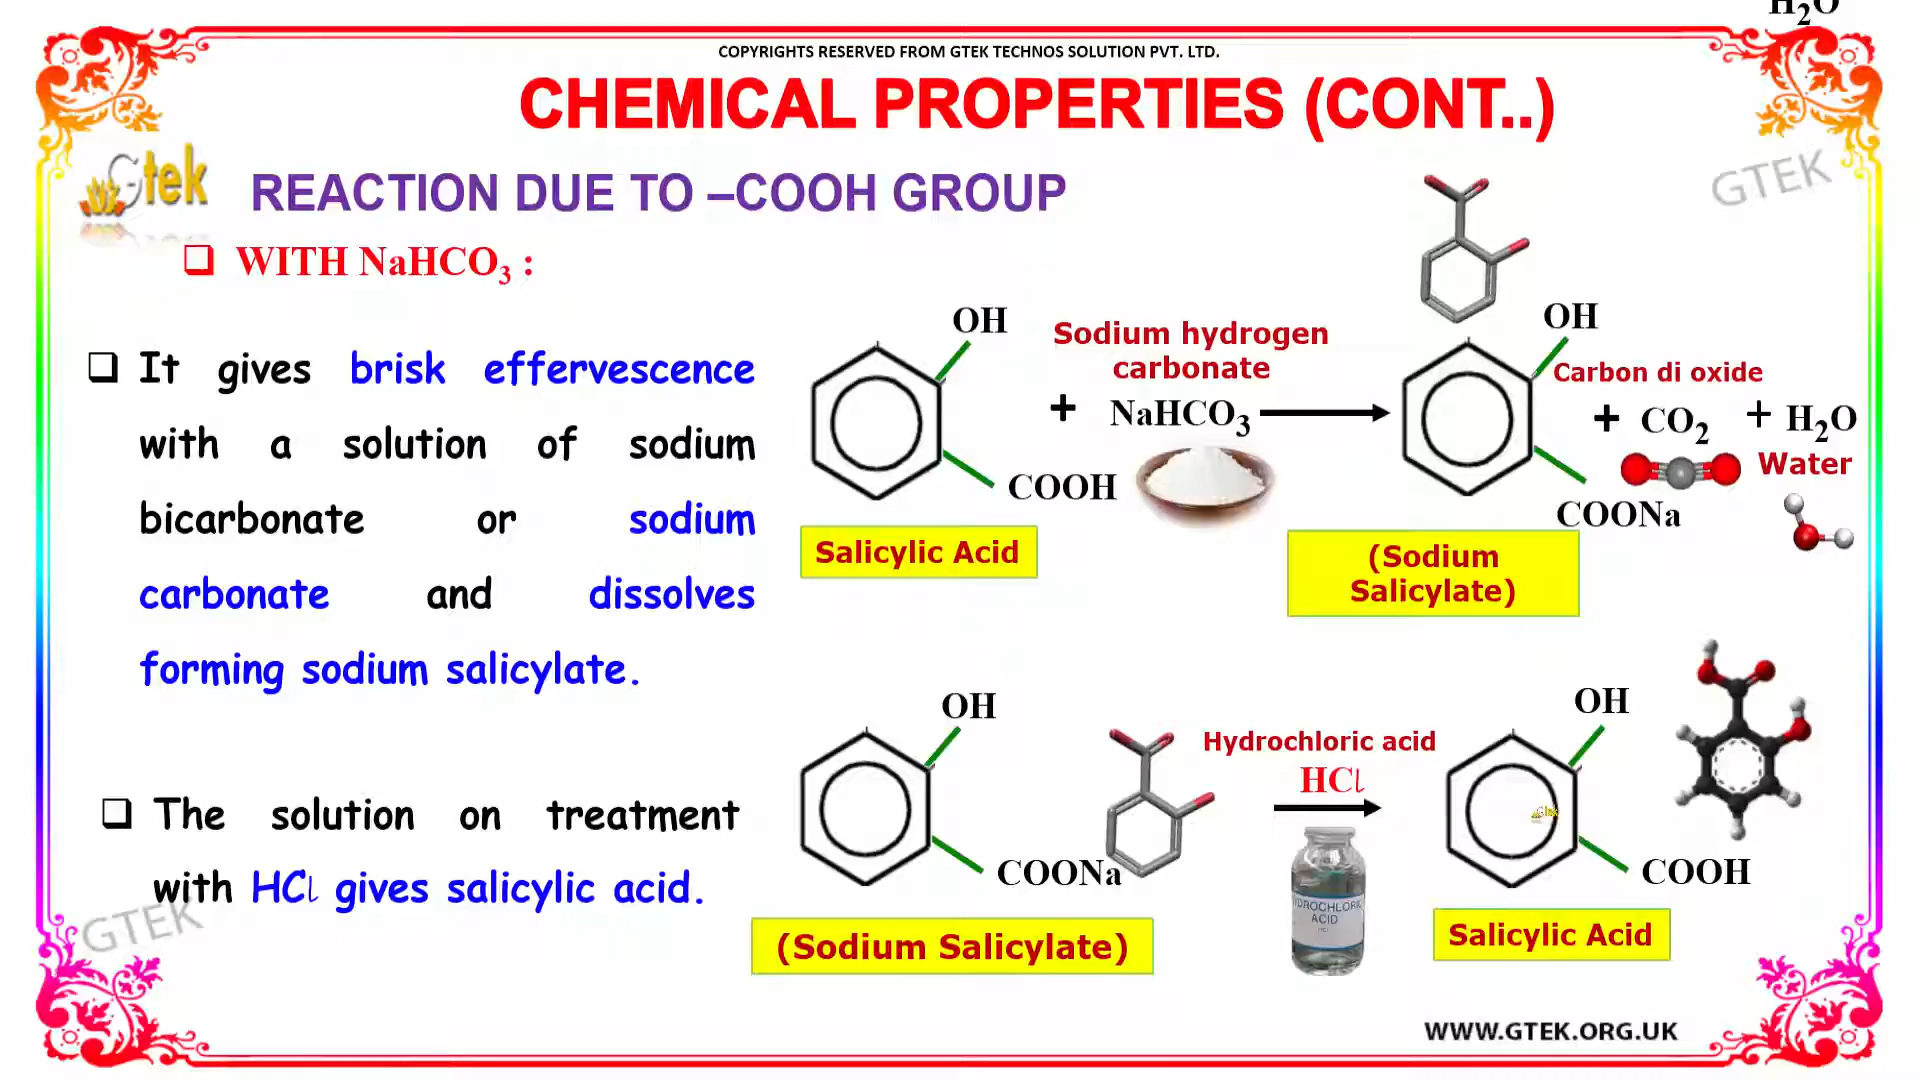 H₂O
COPYRIGHTS RESERVED FROM GTEK TECHNOS SOLUTION PVT. LTD.
CHEMICAL PROPERTIES (CONT..)
Gtek
GTEK
REACTION DUE TO –COOH GROUP
❑ WITH NaHCO₃ :
❑ It gives brisk effervescence
with a solution of sodium
bicarbonate or sodium
carbonate and dissolves
forming sodium salicylate.
OH
COOH
Salicylic Acid
+
Sodium hydrogen
carbonate
NaHCO₃
OH
COONa
(Sodium
Salicylate)
Carbon di oxide
+ CO₂ + H₂O
Water
❑ The solution on treatment
with HCl gives salicylic acid.
GTEK
OH
COONa
(Sodium Salicylate)
Hydrochloric acid
HCl
HYDROCHLORIC
ACID
HCl
OH
Gtek
COOH
Salicylic Acid
WWW.GTEK.ORG.UK